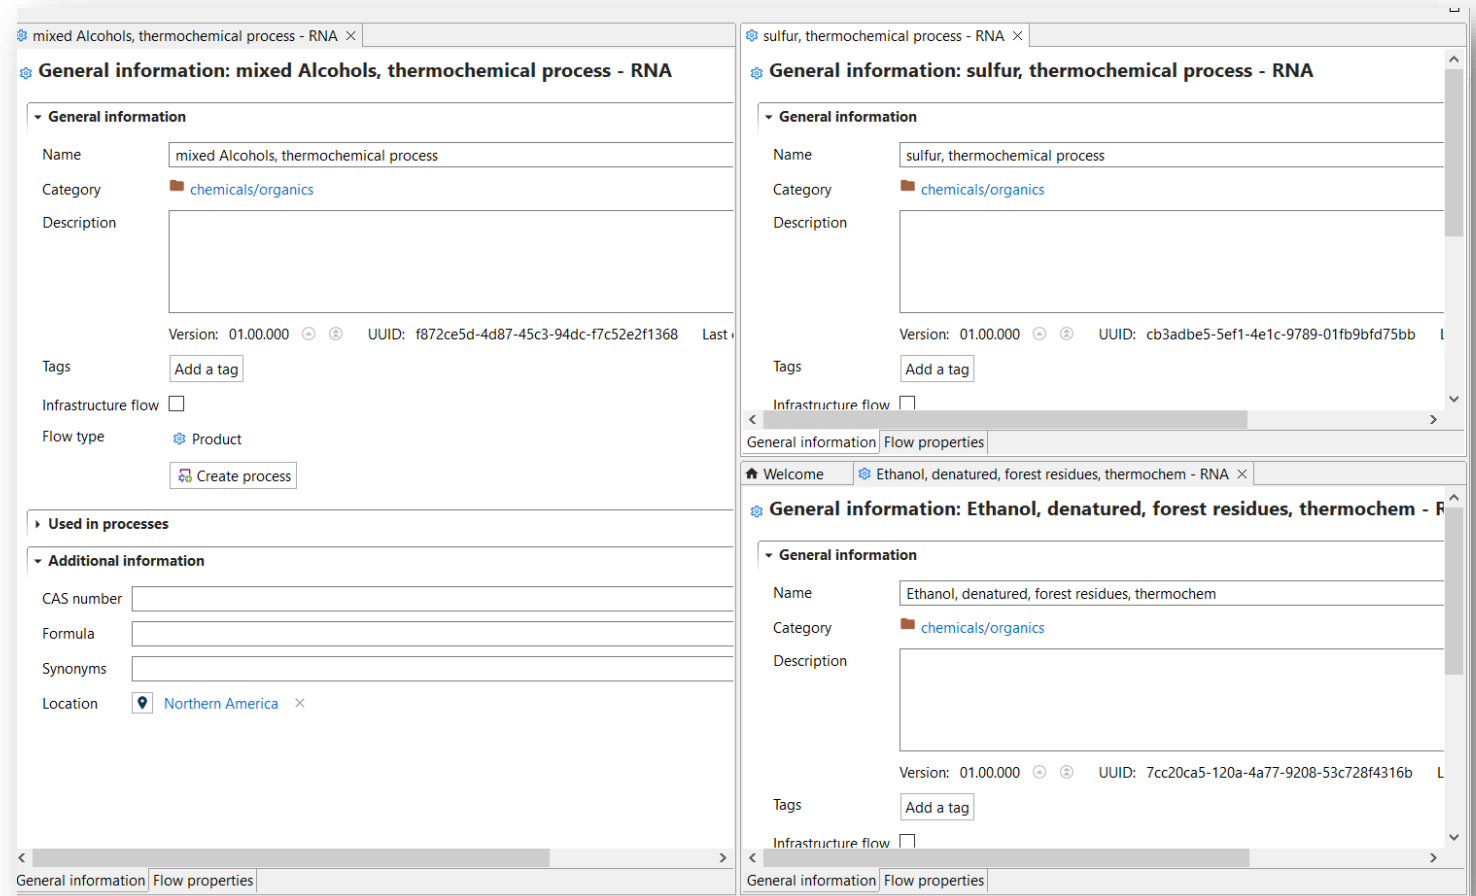 mixed Alcohols, thermochemical process - RNA
General information: mixed Alcohols, thermochemical process - RNA
General information
Name mixed Alcohols, thermochemical process
Category chemicals/organics
Description
Version: 01.00.000 UUID: f872ce5d-4d87-45c3-94dc-f7c52e2f1368 Last
Tags Add a tag
Infrastructure flow
Flow type Product
Create process
Used in processes
Additional information
CAS number
Formula
Synonyms
Location Northern America
General information Flow properties
sulfur, thermochemical process - RNA
General information: sulfur, thermochemical process - RNA
General information
Name sulfur, thermochemical process
Category chemicals/organics
Description
Version: 01.00.000 UUID: cb3adbe5-5ef1-4e1c-9789-01fb9bfd75bb L
Tags Add a tag
Infrastructure flow
General information Flow properties
Welcome Ethanol, denatured, forest residues, thermochem - RNA
General information: Ethanol, denatured, forest residues, thermochem - R
General information
Name Ethanol, denatured, forest residues, thermochem
Category chemicals/organics
Description
Version: 01.00.000 UUID: 7cc20ca5-120a-4a77-9208-53c728f4316b L
Tags Add a tag
Infrastructure flow
General information Flow properties